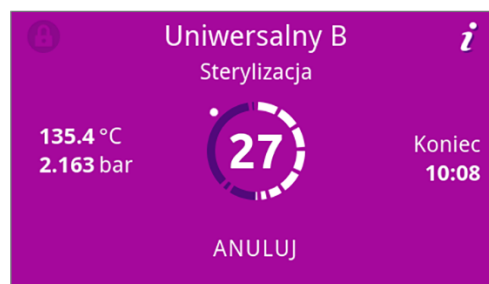 Uniwersalny B
i
Sterylizacja
135.4 °C
2.163 bar
27
Koniec
10:08
ANULUJ